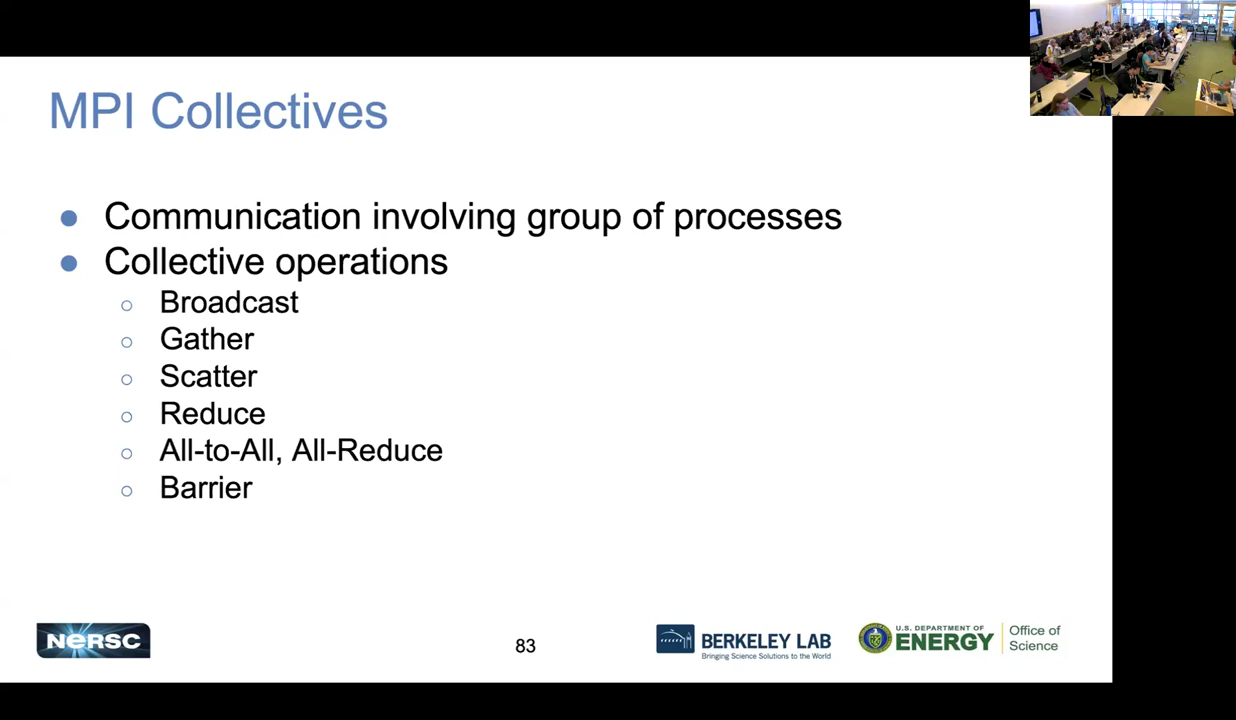 MPI Collectives
Communication involving group of processes
Collective operations
Broadcast
Gather
Scatter
Reduce
All-to-All, All-Reduce
Barrier
NERSC
83
BERKELEY LAB
Bringing Science Solutions to the World
U.S. DEPARTMENT OF
ENERGY
Office of
Science